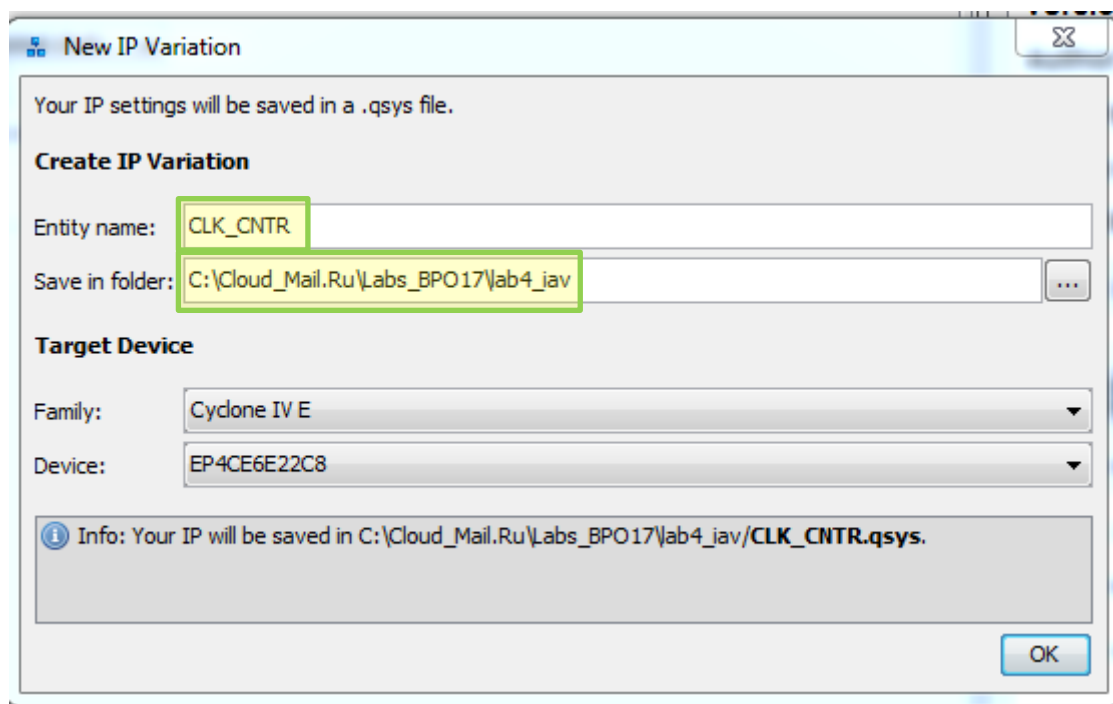 New IP Variation
Your IP settings will be saved in a .qsys file.
Create IP Variation
Entity name: CLK_CNTR
Save in folder: C:\Cloud_Mail.Ru\Labs_BPO17\lab4_iav ...
Target Device
Family: Cyclone IV E
Device: EP4CE6E22C8
Info: Your IP will be saved in C:\Cloud_Mail.Ru\Labs_BPO17\lab4_iav/CLK_CNTR.qsys.
OK